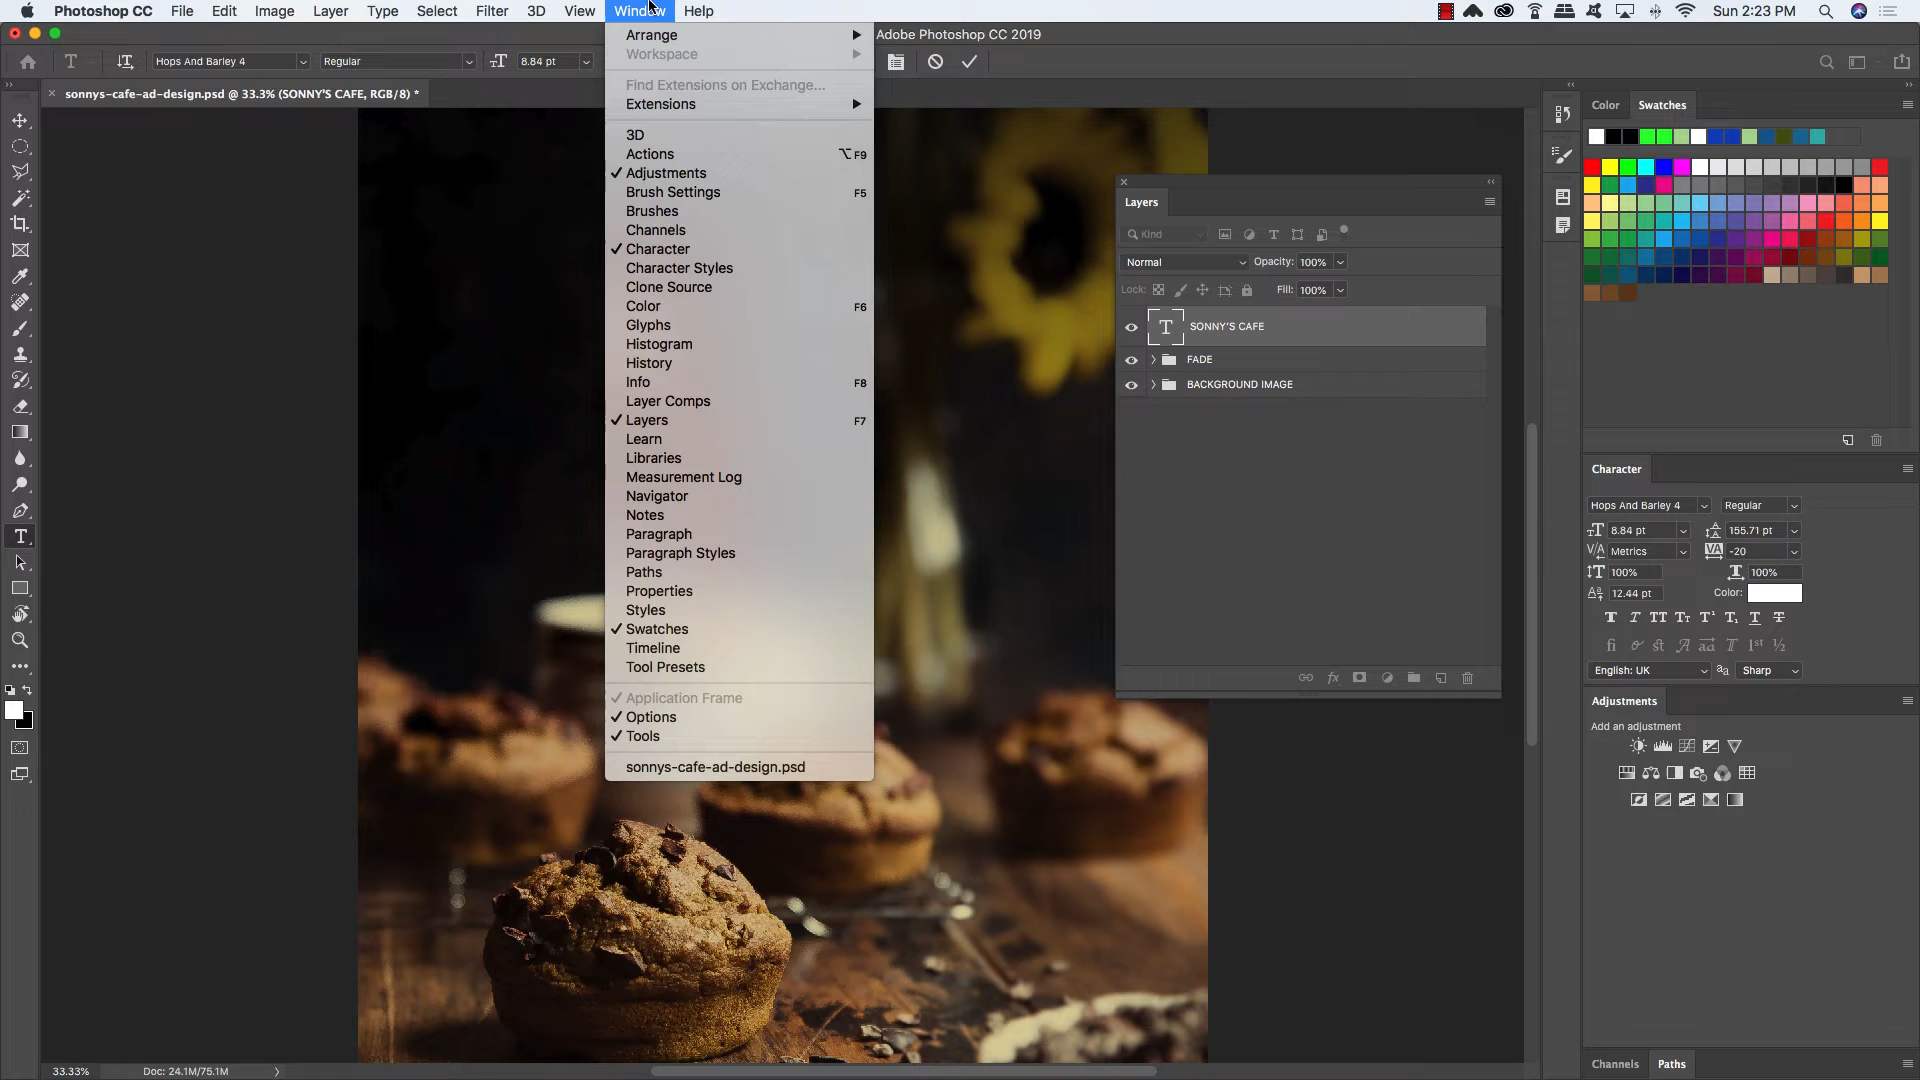 Photoshop CC File Edit Image Layer Type Select Filter 3D View Window Help Sun 2:23 PM
Adobe Photoshop CC 2019
Hops And Barley 4 Regular 8.84 pt
sonnys-cafe-ad-design.psd @ 33.3% (SONNY'S CAFE, RGB/8) *
Arrange
Workspace
Find Extensions on Exchange...
Extensions
3D
Actions ⌥F9
Adjustments
Brush Settings F5
Brushes
Channels
Character
Character Styles
Clone Source
Color F6
Glyphs
Histogram
History
Info F8
Layer Comps
Layers F7
Learn
Libraries
Measurement Log
Navigator
Notes
Paragraph
Paragraph Styles
Paths
Properties
Styles
Swatches
Timeline
Tool Presets
Application Frame
Options
Tools
sonnys-cafe-ad-design.psd
Layers
Kind
Normal Opacity: 100%
Lock: Fill: 100%
SONNY'S CAFE
FADE
BACKGROUND IMAGE
Color Swatches
Character
Hops And Barley 4 Regular
8.84 pt 155.71 pt
Metrics -20
100% 100%
12.44 pt Color:
English: UK Sharp
Adjustments
Add an adjustment
Channels Paths
33.33% Doc: 24.1M/75.1M